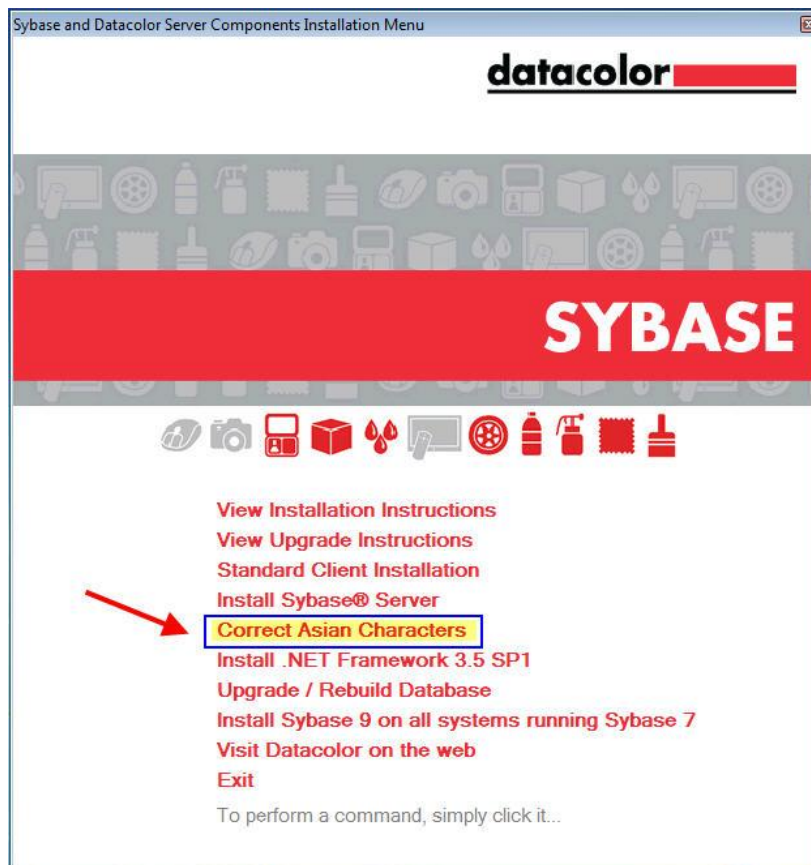 Sybase and Datacolor Server Components Installation Menu
datacolor
SYBASE
View Installation Instructions
View Upgrade Instructions
Standard Client Installation
Install Sybase® Server
Correct Asian Characters
Install .NET Framework 3.5 SP1
Upgrade / Rebuild Database
Install Sybase 9 on all systems running Sybase 7
Visit Datacolor on the web
Exit
To perform a command, simply click it...